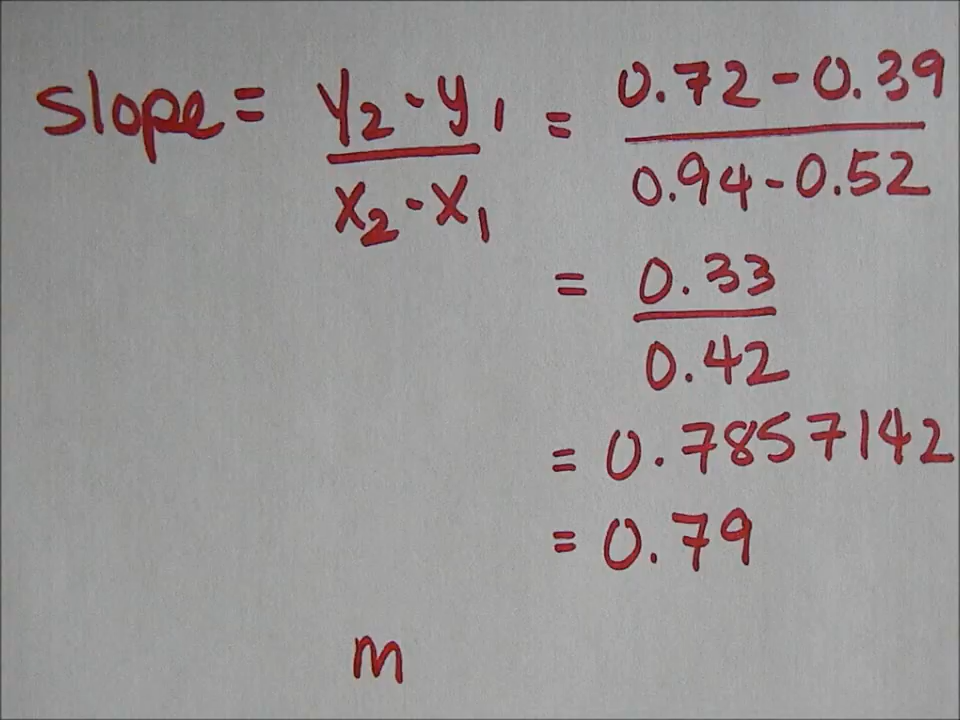 slope = y₂ - y₁ / x₂ - x₁ = 0.72 - 0.39 / 0.94 - 0.52
= 0.33 / 0.42
= 0.7857142
= 0.79
m